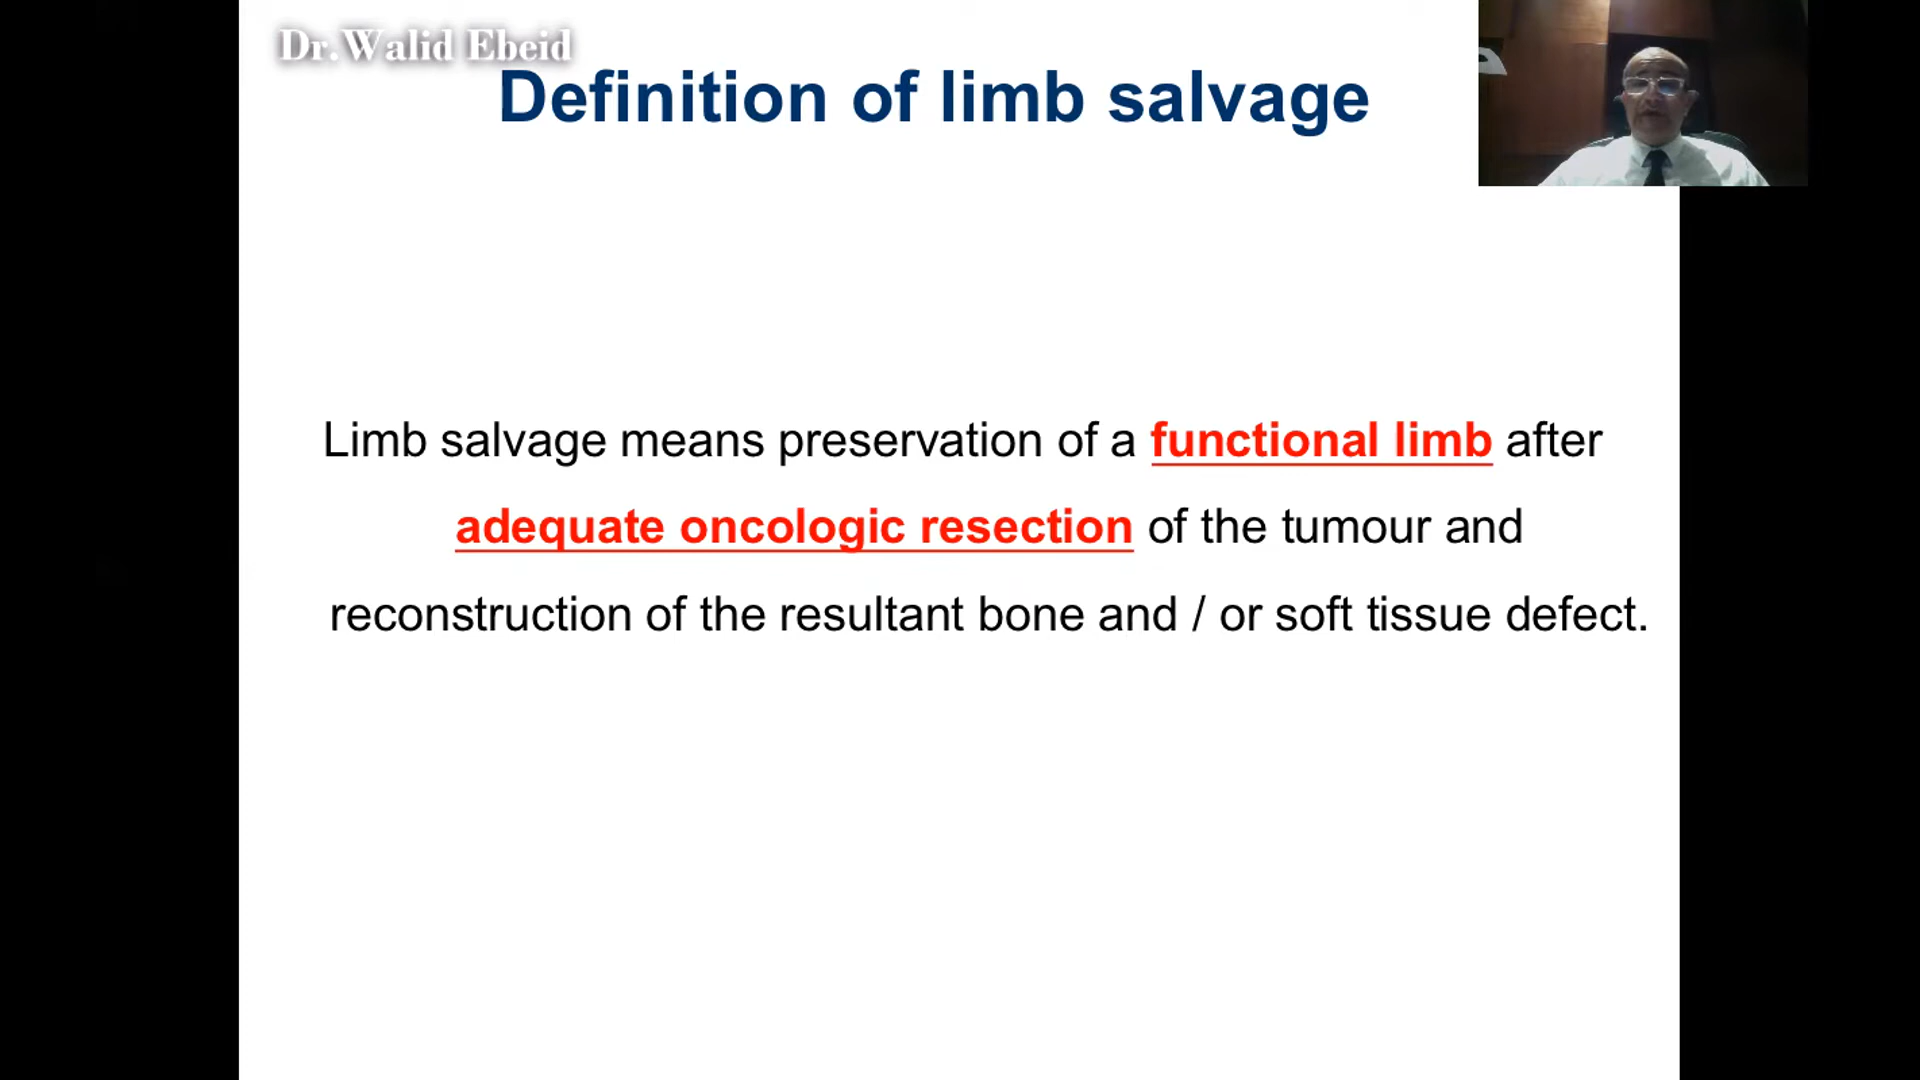 Dr.Walid Ebeid
Definition of limb salvage
Limb salvage means preservation of a functional limb after
adequate oncologic resection of the tumour and
reconstruction of the resultant bone and / or soft tissue defect.